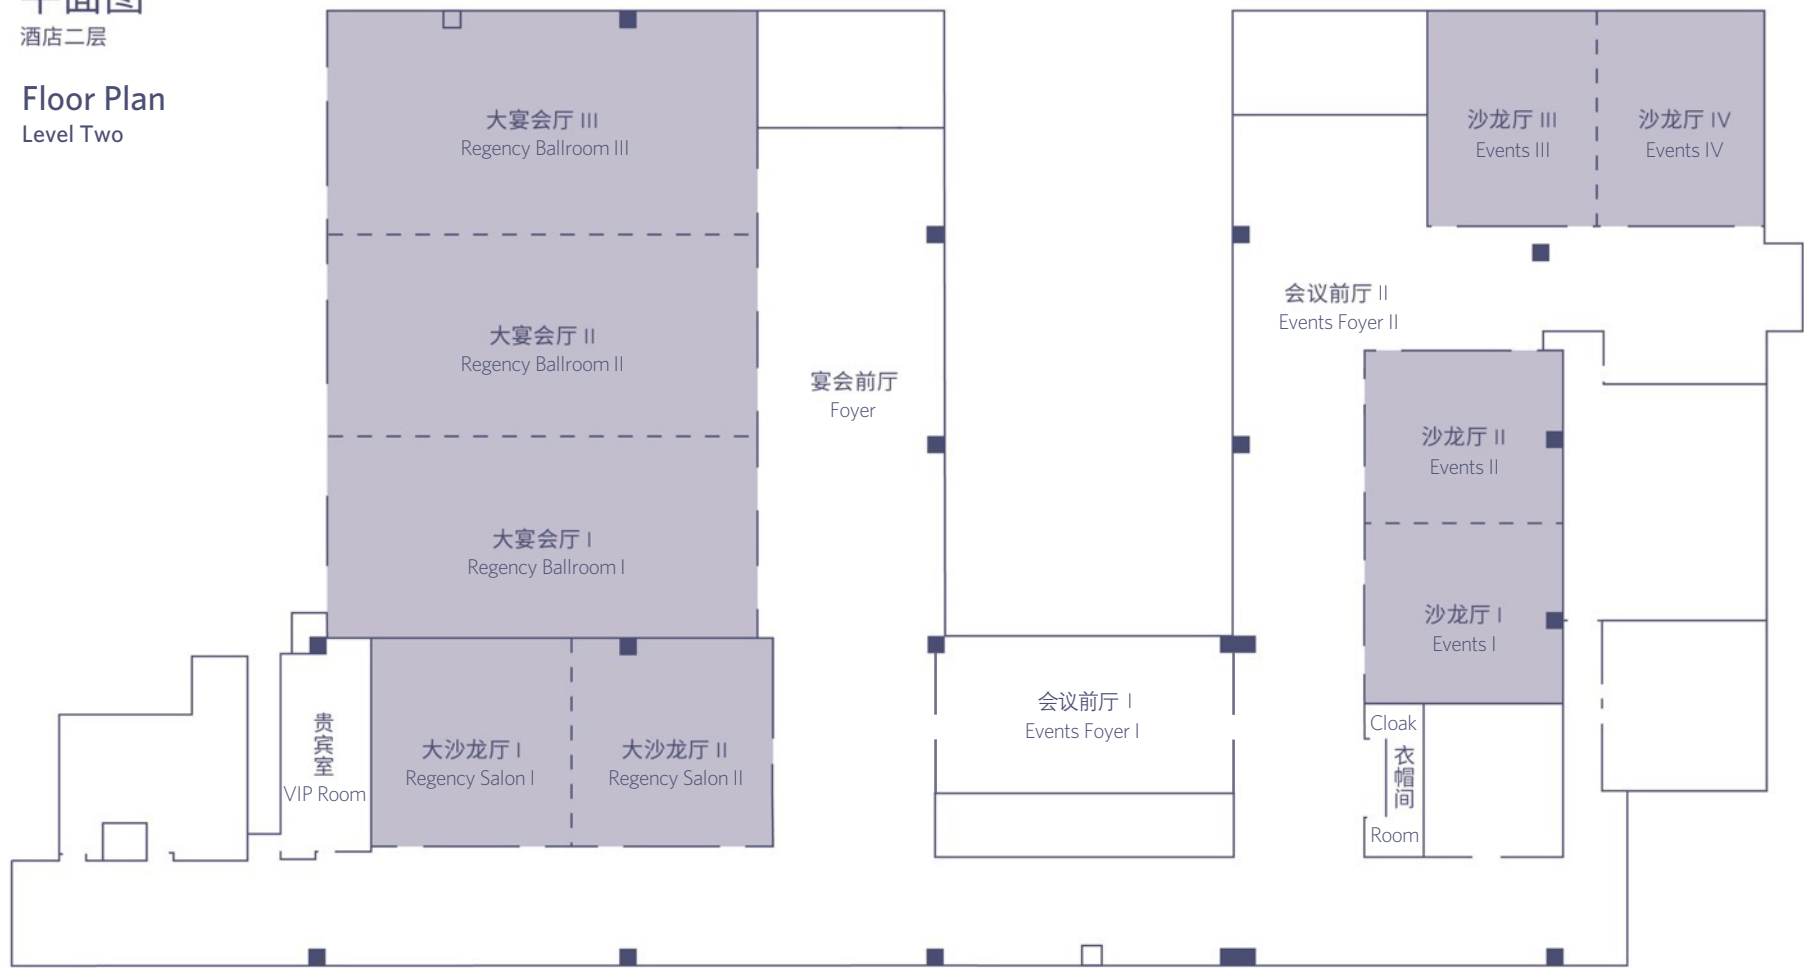 平面图
酒店二层
Floor Plan
Level Two
大宴会厅 III
Regency Ballroom III
大宴会厅 II
Regency Ballroom II
大宴会厅 I
Regency Ballroom I
宴会前厅
Foyer
沙龙厅 III
Events III
沙龙厅 IV
Events IV
会议前厅 II
Events Foyer II
沙龙厅 II
Events II
沙龙厅 I
Events I
贵宾室
VIP Room
大沙龙厅 I
Regency Salon I
大沙龙厅 II
Regency Salon II
会议前厅 I
Events Foyer I
Cloak
衣帽间
Room